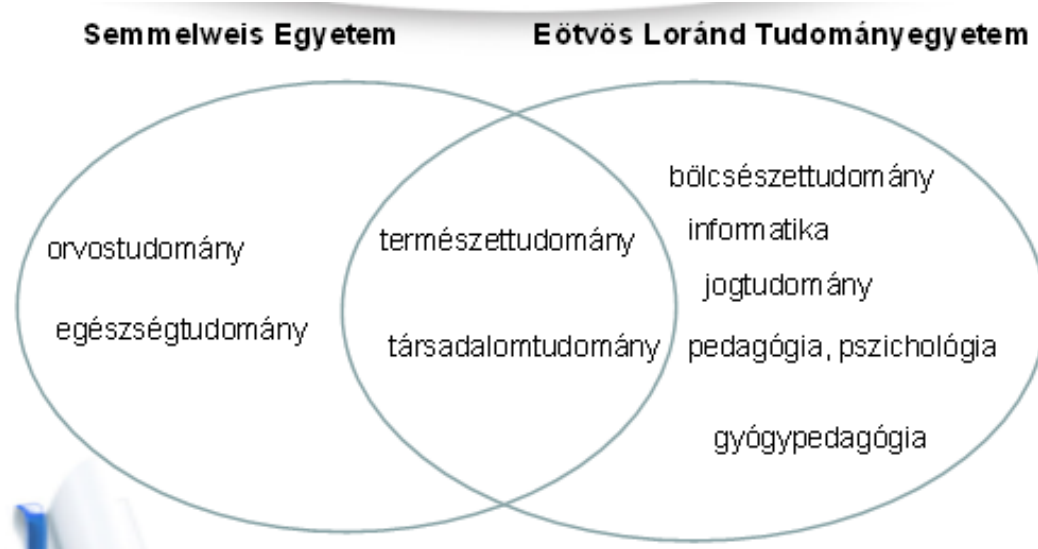 Semmelweis Egyetem
Eötvös Loránd Tudományegyetem
orvostudomány
egészségtudomány
természettudomány
társadalomtudomány
bölcsészettudomány
informatika
jogtudomány
pedagógia, pszichológia
gyógypedagógia